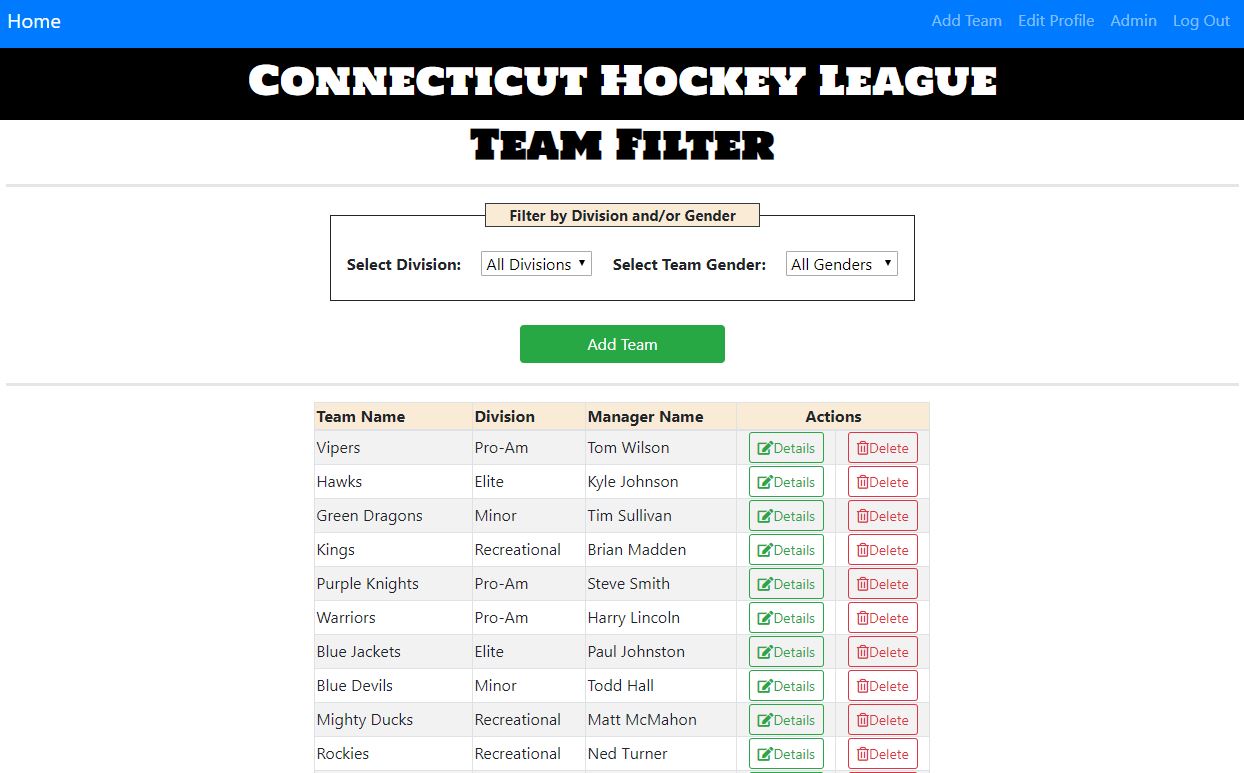 Home Add Team Edit Profile Admin Log Out
Connecticut Hockey League
Team Filter
Filter by Division and/or Gender
Select Division: All Divisions Select Team Gender: All Genders
Add Team
Team Name Division Manager Name Actions
Vipers Pro-Am Tom Wilson Details Delete
Hawks Elite Kyle Johnson Details Delete
Green Dragons Minor Tim Sullivan Details Delete
Kings Recreational Brian Madden Details Delete
Purple Knights Pro-Am Steve Smith Details Delete
Warriors Pro-Am Harry Lincoln Details Delete
Blue Jackets Elite Paul Johnston Details Delete
Blue Devils Minor Todd Hall Details Delete
Mighty Ducks Recreational Matt McMahon Details Delete
Rockies Recreational Ned Turner Details Delete